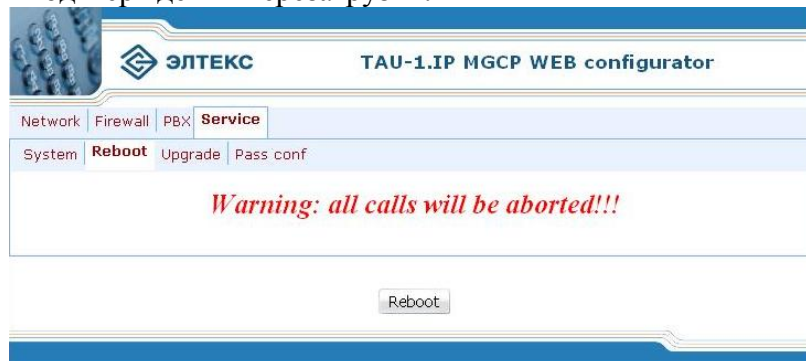 ЭЛТЕКС TAU-1.IP MGCP WEB configurator
Network Firewall PBX Service
System Reboot Upgrade Pass conf
Warning: all calls will be aborted!!!
Reboot